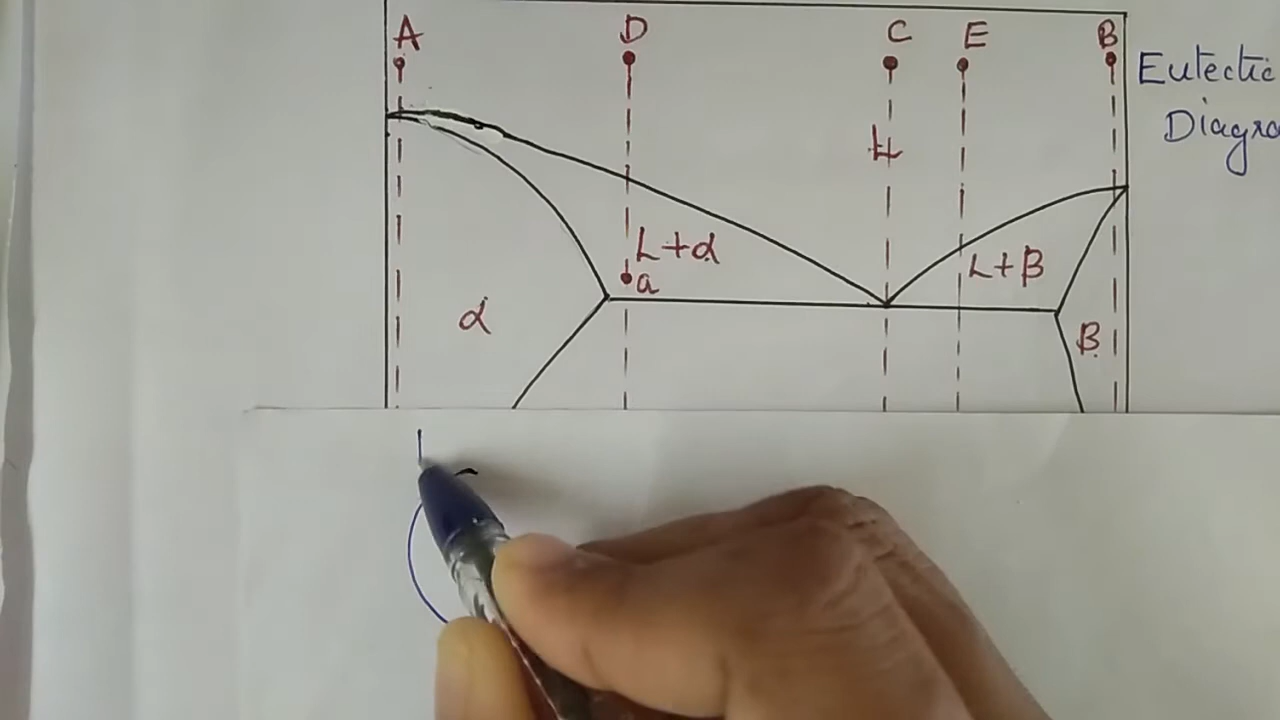 A D C E B
Eutectic
Diagra
L
L+α
L+β
a
α
β